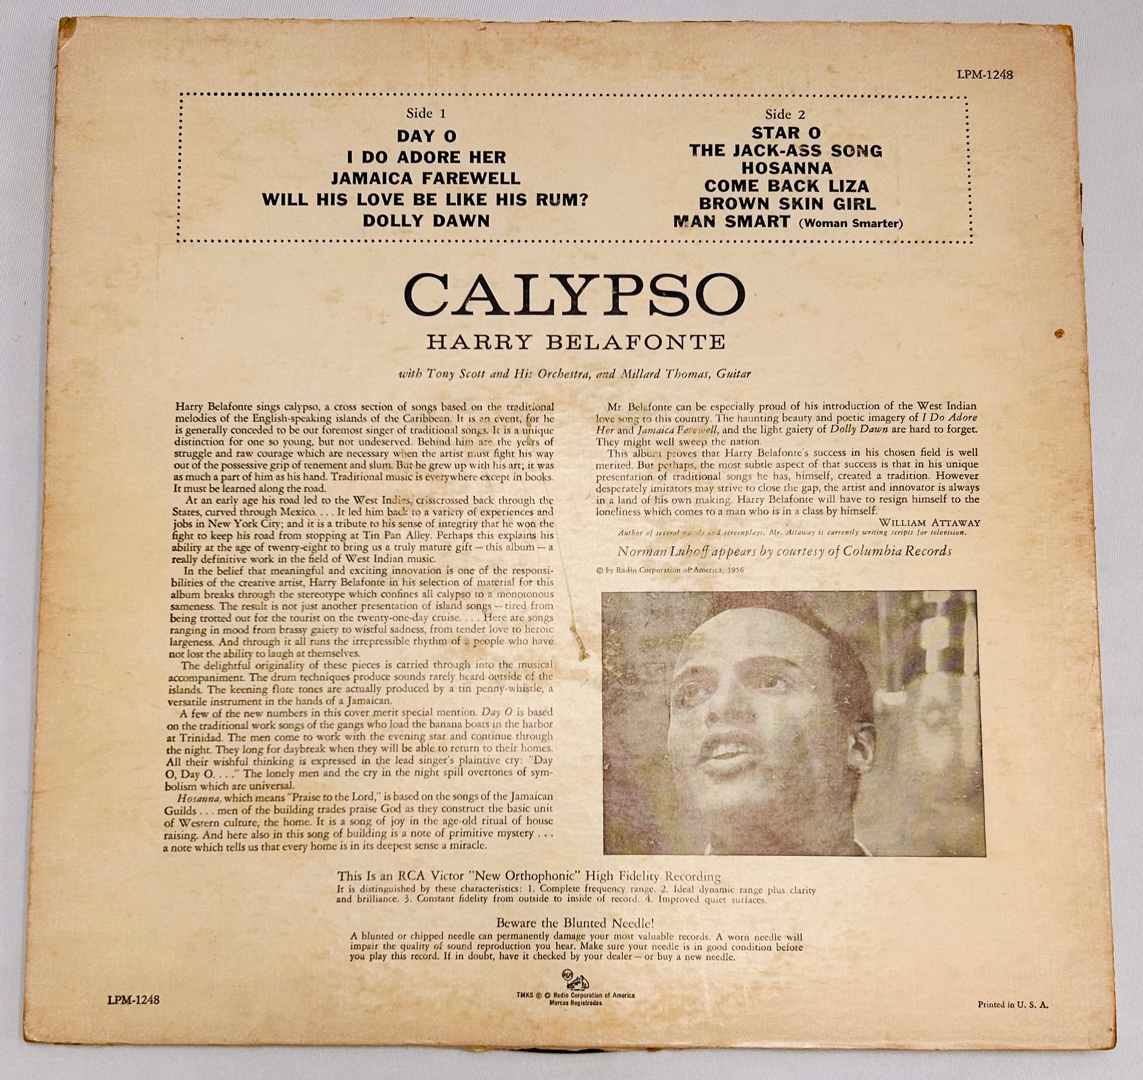 LPM-1248
Side 1
DAY O
I DO ADORE HER
JAMAICA FAREWELL
WILL HIS LOVE BE LIKE HIS RUM?
DOLLY DAWN
Side 2
STAR O
THE JACK-ASS SONG
HOSANNA
COME BACK LIZA
BROWN SKIN GIRL
MAN SMART (Woman Smarter)
CALYPSO
HARRY BELAFONTE
with Tony Scott and His Orchestra, and Millard Thomas, Guitar
Harry Belafonte sings calypso, a cross section of songs based on the traditional
melodies of the English-speaking islands of the Caribbean. It is an event, for he
is generally conceded to be our foremost singer of traditional songs. It is a unique
distinction for one so young, but not undeserved. Behind him are the years of
struggle and raw courage which are necessary when the artist must fight his way
out of the possessive grip of tenement and slum. But he grew up with his art; it was
as much a part of him as his hand. Traditional music is everywhere except in books.
It must be learned along the road.
At an early age his road led to the West Indies, crisscrossed back through the
States, curved through Mexico. . . . It led him back to a variety of experiences and
jobs in New York City; and it is a tribute to his sense of integrity that he won the
fight to keep his road from stopping at Tin Pan Alley. Perhaps this explains his
ability at the age of twenty-eight to bring us a truly mature gift — this album — a
really definitive work in the field of West Indian music.
In the belief that meaningful and exciting innovation is one of the responsi-
bilities of the creative artist, Harry Belafonte in his selection of material for this
album breaks through the stereotype which confines all calypso to a monotonous
sameness. The result is not just another presentation of island songs — tired from
being trotted out for the tourist on the twenty-one-day cruise. . . . Here are songs
ranging in mood from brassy gaiety to wistful sadness, from tender love to heroic
largeness. And through it all runs the irrepressible rhythm of a people who have
not lost the ability to laugh at themselves.
The delightful originality of these pieces is carried through into the musical
accompaniment. The drum techniques produce sounds rarely heard outside of the
islands. The keening flute tones are actually produced by a tin penny-whistle, a
versatile instrument in the hands of a Jamaican.
A few of the new numbers in this cover merit special mention. Day O is based
on the traditional work songs of the gangs who load the banana boats in the harbor
at Trinidad. The men come to work with the evening star and continue through
the night. They long for daybreak when they will be able to return to their homes.
All their wishful thinking is expressed in the lead singer's plaintive cry: "Day
O, Day O. . . ." The lonely men and the cry in the night spill overtones of sym-
bolism which are universal.
Hosanna, which means "Praise to the Lord," is based on the songs of the Jamaican
Guilds . . . men of the building trades praise God as they construct the basic unit
of Western culture, the home. It is a song of joy in the age-old ritual of house
raising. And here also in this song of building is a note of primitive mystery . . .
a note which tells us that every home is in its deepest sense a miracle.
Mr. Belafonte can be especially proud of his introduction of the West Indian
love song to this country. The haunting beauty and poetic imagery of I Do Adore
Her and Jamaica Farewell, and the light gaiety of Dolly Dawn are hard to forget.
They might well sweep the nation.
This album proves that Harry Belafonte's success in his chosen field is well
merited. But perhaps, the most subtle aspect of that success is that in his unique
presentation of traditional songs he has, himself, created a tradition. However
desperately imitators may strive to close the gap, the artist and innovator is always
in a land of his own making. Harry Belafonte will have to resign himself to the
loneliness which comes to a man who is in a class by himself.
WILLIAM ATTAWAY
Author of several novels and screenplays, Mr. Attaway is currently writing scripts for television.
Norman Luboff appears by courtesy of Columbia Records
© by Radio Corporation of America, 1956
This Is an RCA Victor "New Orthophonic" High Fidelity Recording
It is distinguished by these characteristics: 1. Complete frequency range. 2. Ideal dynamic range plus clarity
and brilliance. 3. Constant fidelity from outside to inside of record. 4. Improved quiet surfaces.
Beware the Blunted Needle!
A blunted or chipped needle can permanently damage your most valuable records. A worn needle will
impair the quality of sound reproduction you hear. Make sure your needle is in good condition before
you play this record. If in doubt, have it checked by your dealer — or buy a new needle.
RCA
TMKS ® © Radio Corporation of America
Marcas Registradas
LPM-1248
Printed in U. S. A.